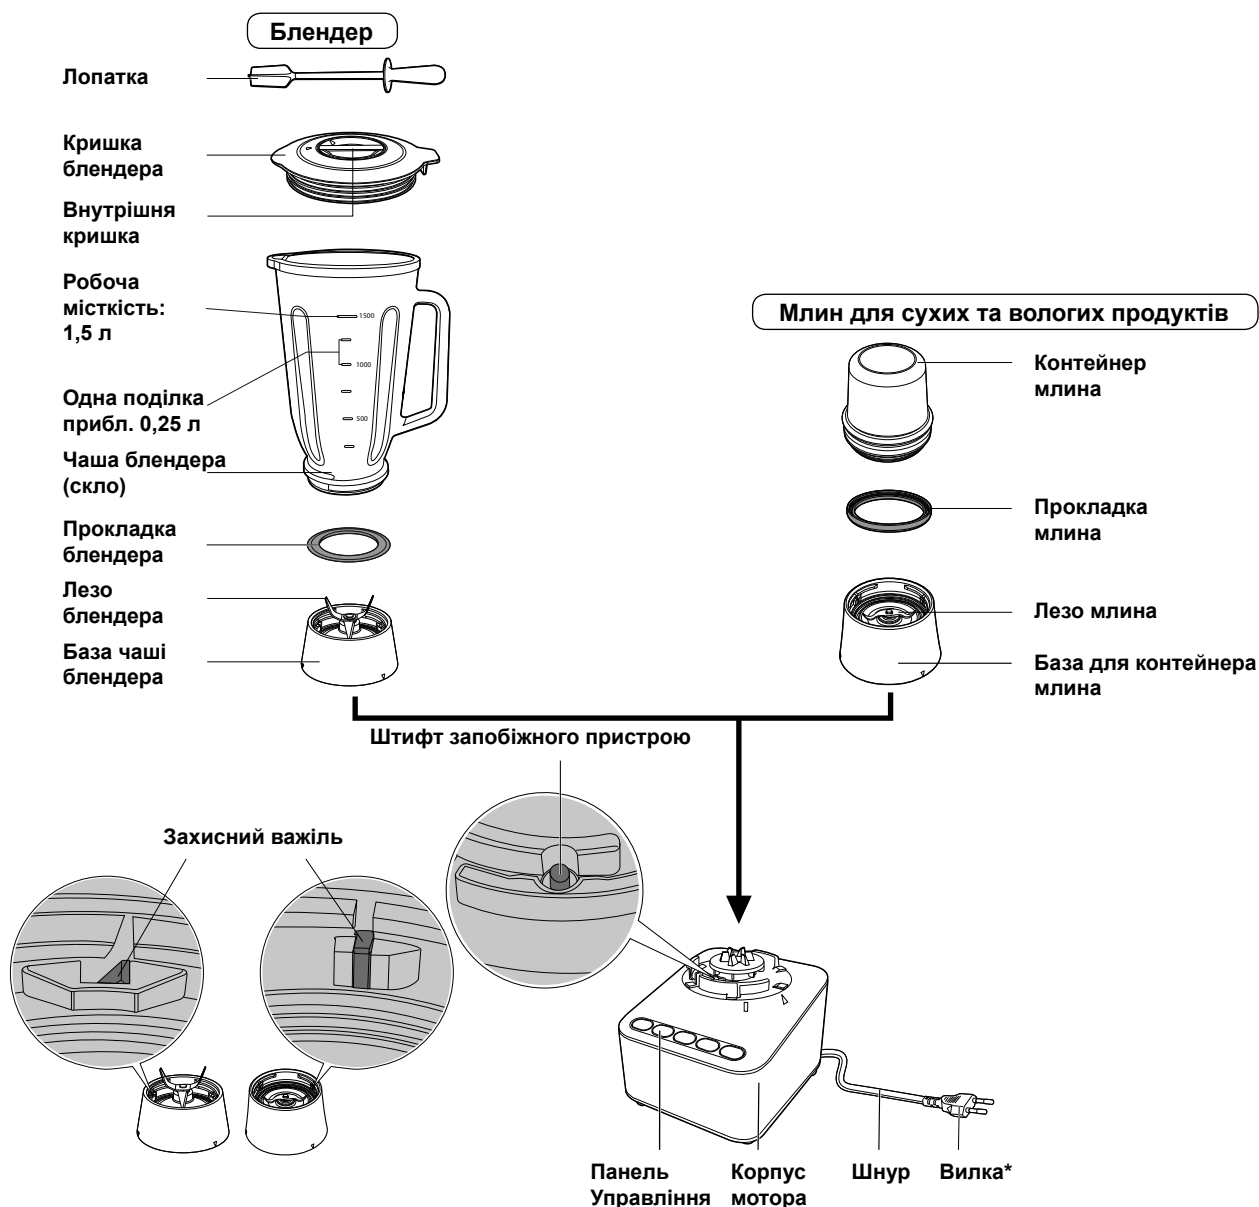 Блендер
Лопатка
Кришка
блендера
Внутрішня
кришка
Робоча
місткість:
1,5 л
1500
1000
500
Одна поділка
прибл. 0,25 л
Чаша блендера
(скло)
Прокладка
блендера
Лезо
блендера
База чаші
блендера
Млин для сухих та вологих продуктів
Контейнер
млина
Прокладка
млина
Лезо млина
База для контейнера
млина
Штифт запобіжного пристрою
Захисний важіль
Панель
Управління
Корпус
мотора
Шнур
Вилка*